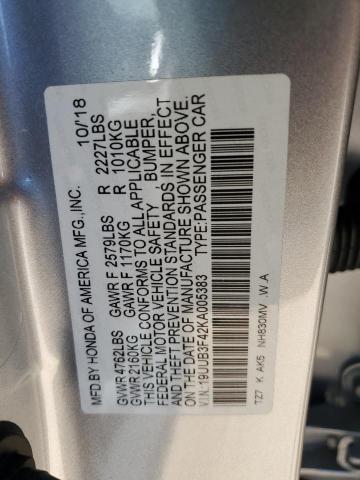 MFD BY HONDA OF AMERICA MFG.,INC. 10/18
GVWR 4762LBS GAWR F 2579LBS R 2227LBS
GVWR 2160KG GAWR F 1170KG R 1010KG
THIS VEHICLE CONFORMS TO ALL APPLICABLE
FEDERAL MOTOR VEHICLE SAFETY , BUMPER,
AND THEFT PREVENTION STANDARDS IN EFFECT
ON THE DATE OF MANUFACTURE SHOWN ABOVE.
V.I.N.:19UUB3F42KA005383 TYPE:PASSENGER CAR
TZ7 K AK5 NH830MV .W.A